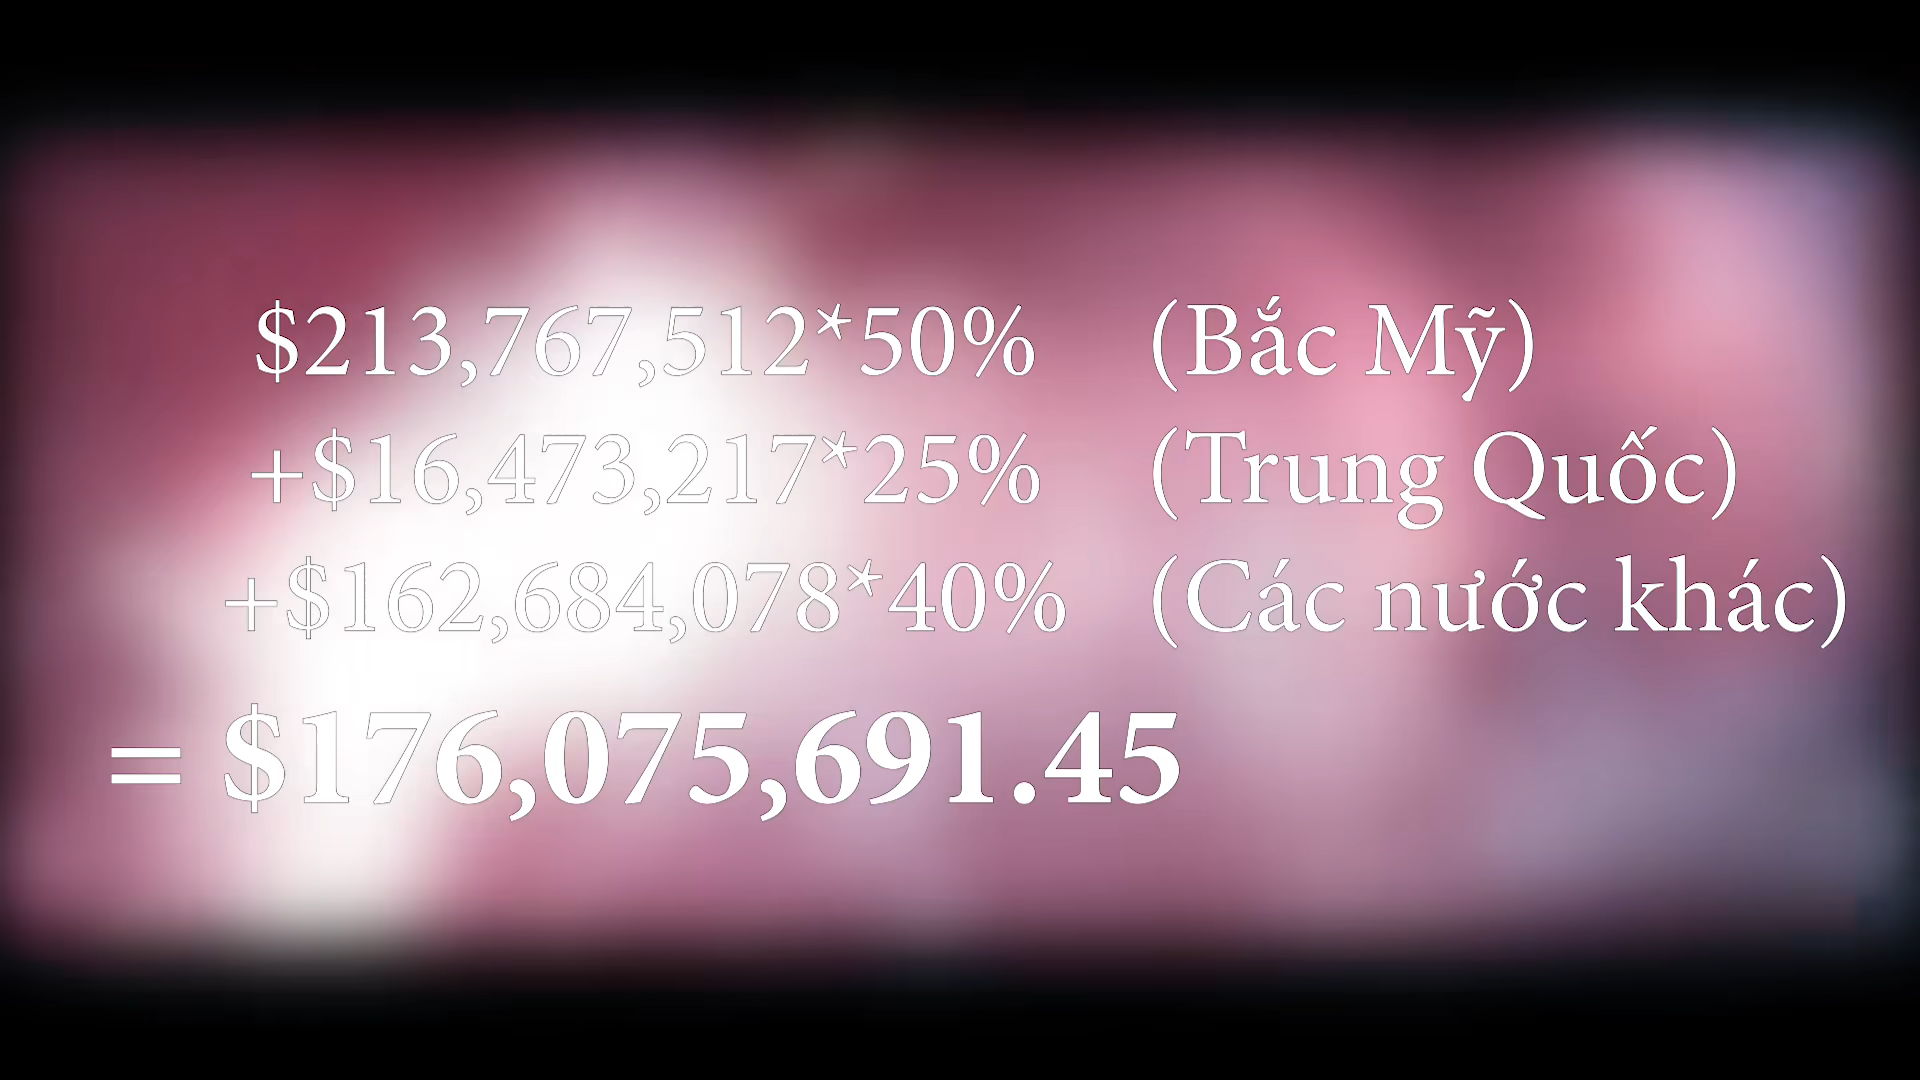 $213,767,512*50% (Bắc Mỹ)
+$16,473,217*25% (Trung Quốc)
+$162,684,078*40% (Các nước khác)
= $176,075,691.45